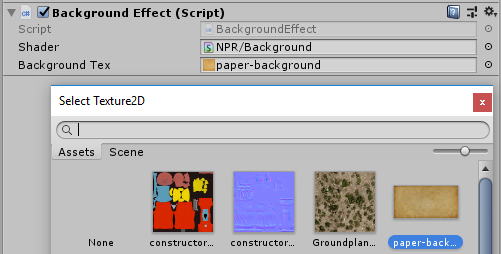 Background Effect (Script)
Script BackgroundEffect
Shader NPR/Background
Background Tex paper-background
Select Texture2D
Assets Scene
None constructor... constructor... Groundplan... paper-back...